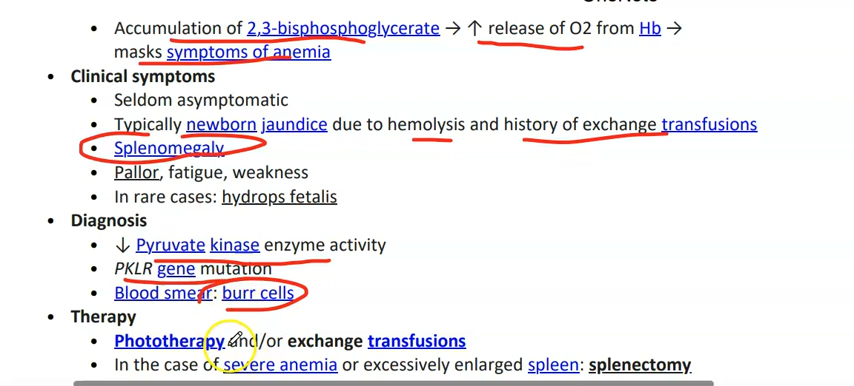 • Accumulation of 2,3-bisphosphoglycerate → ↑ release of O2 from Hb →
masks symptoms of anemia
• Clinical symptoms
• Seldom asymptomatic
• Typically newborn jaundice due to hemolysis and history of exchange transfusions
• Splenomegaly
• Pallor, fatigue, weakness
• In rare cases: hydrops fetalis
• Diagnosis
• ↓ Pyruvate kinase enzyme activity
• PKLR gene mutation
• Blood smear: burr cells
• Therapy
• Phototherapy and/or exchange transfusions
• In the case of severe anemia or excessively enlarged spleen: splenectomy